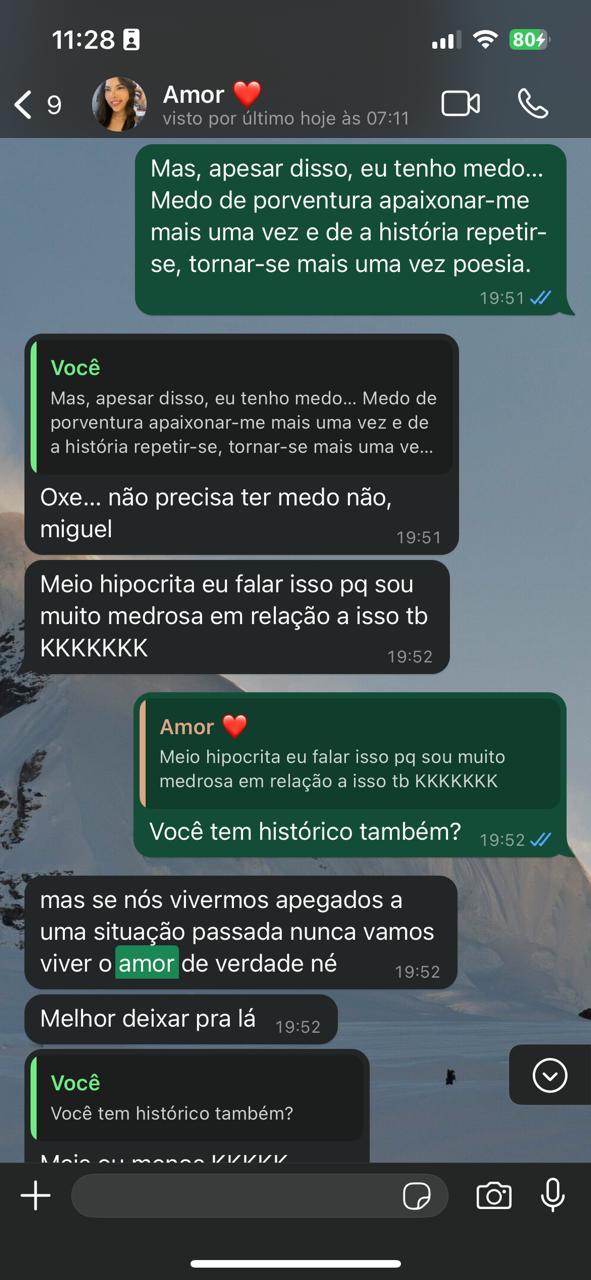 11:28
80
9
Amor ❤️
visto por último hoje às 07:11
Mas, apesar disso, eu tenho medo...
Medo de porventura apaixonar-me
mais uma vez e de a história repetir-
se, tornar-se mais uma vez poesia.
19:51
Você
Mas, apesar disso, eu tenho medo... Medo de
porventura apaixonar-me mais uma vez e de
a história repetir-se, tornar-se mais uma ve...
Oxe... não precisa ter medo não,
miguel
19:51
Meio hipocrita eu falar isso pq sou
muito medrosa em relação a isso tb
KKKKKKK
19:52
Amor ❤️
Meio hipocrita eu falar isso pq sou muito
medrosa em relação a isso tb KKKKKKK
Você tem histórico também?
19:52
mas se nós vivermos apegados a
uma situação passada nunca vamos
viver o amor de verdade né
19:52
Melhor deixar pra lá
19:52
Você
Você tem histórico também?
Mais ou menos KKKKK